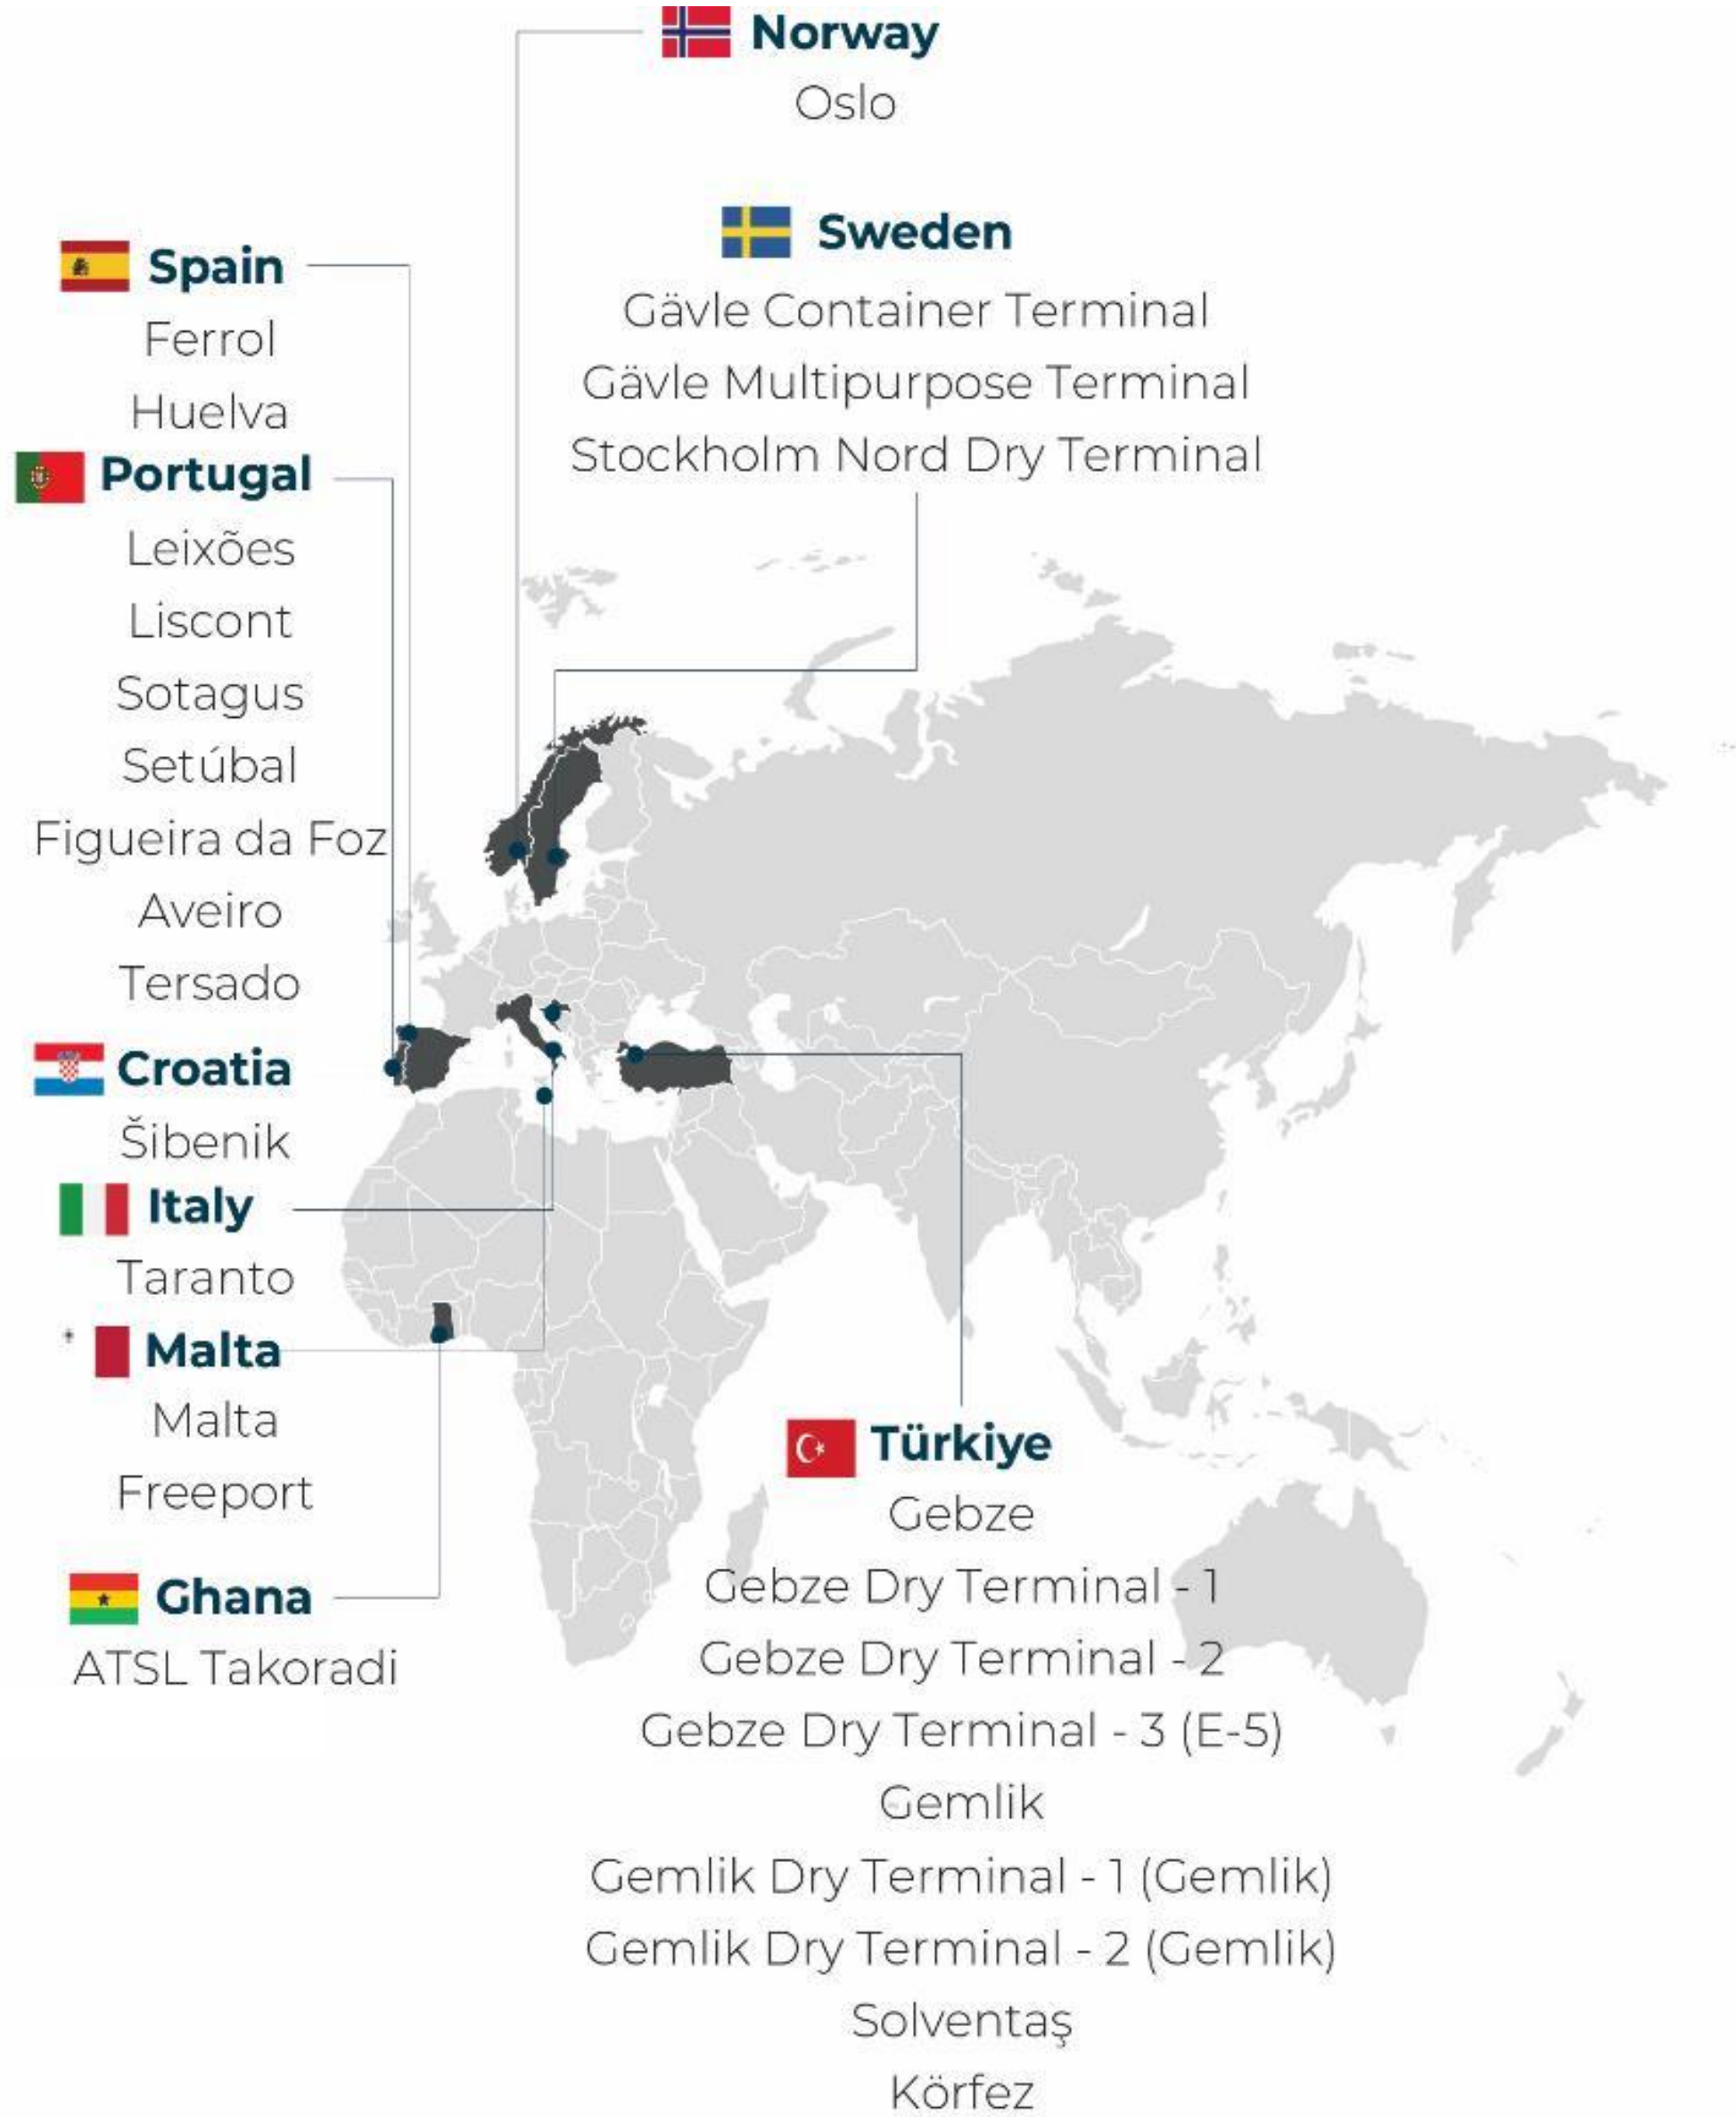 Norway
Oslo
Sweden
Gävle Container Terminal
Gävle Multipurpose Terminal
Stockholm Nord Dry Terminal
Spain
Ferrol
Huelva
Portugal
Leixões
Liscont
Sotagus
Setúbal
Figueira da Foz
Aveiro
Tersado
Croatia
Šibenik
Italy
Taranto
Malta
Malta
Freeport
Ghana
ATSL Takoradi
Türkiye
Gebze
Gebze Dry Terminal - 1
Gebze Dry Terminal - 2
Gebze Dry Terminal - 3 (E-5)
Gemlik
Gemlik Dry Terminal - 1 (Gemlik)
Gemlik Dry Terminal - 2 (Gemlik)
Solventaş
Körfez